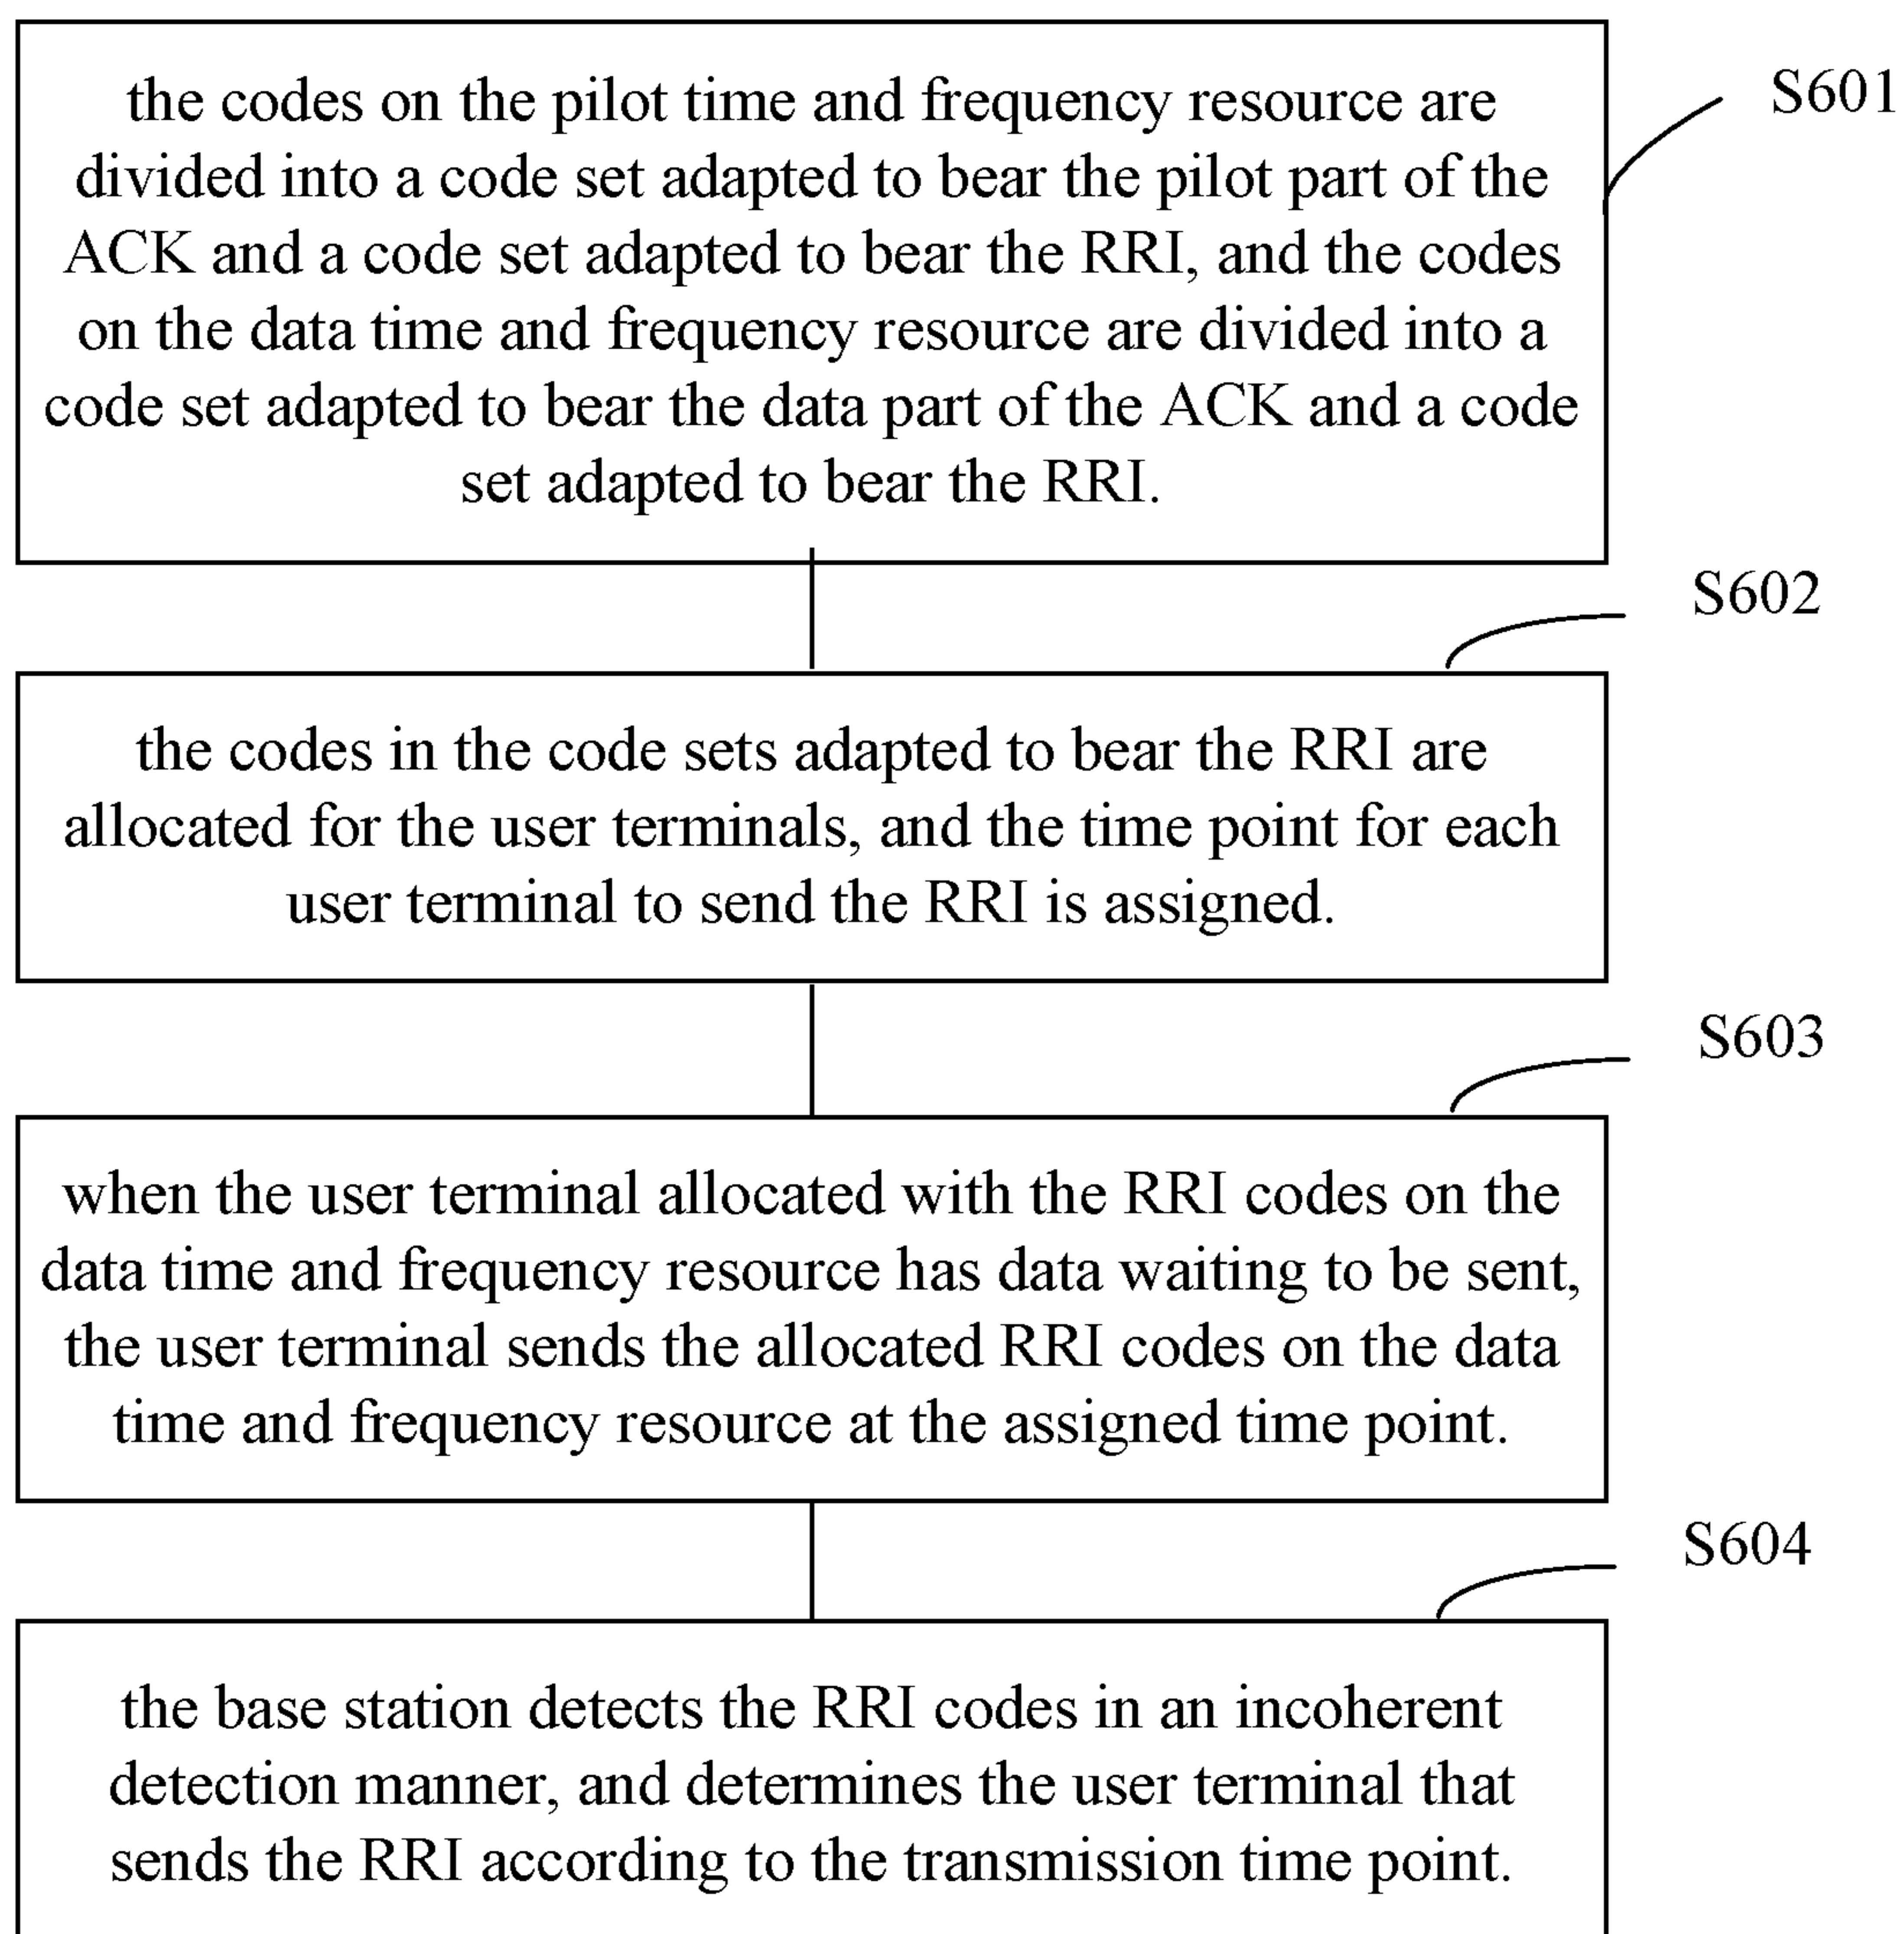 the codes on the pilot time and frequency resource are
divided into a code set adapted to bear the pilot part of the
ACK and a code set adapted to bear the RRI, and the codes
on the data time and frequency resource are divided into a
code set adapted to bear the data part of the ACK and a code
set adapted to bear the RRI.
S601
S602
the codes in the code sets adapted to bear the RRI are
allocated for the user terminals, and the time point for each
user terminal to send the RRI is assigned.
S603
when the user terminal allocated with the RRI codes on the
data time and frequency resource has data waiting to be sent,
the user terminal sends the allocated RRI codes on the data
time and frequency resource at the assigned time point.
S604
the base station detects the RRI codes in an incoherent
detection manner, and determines the user terminal that
sends the RRI according to the transmission time point.